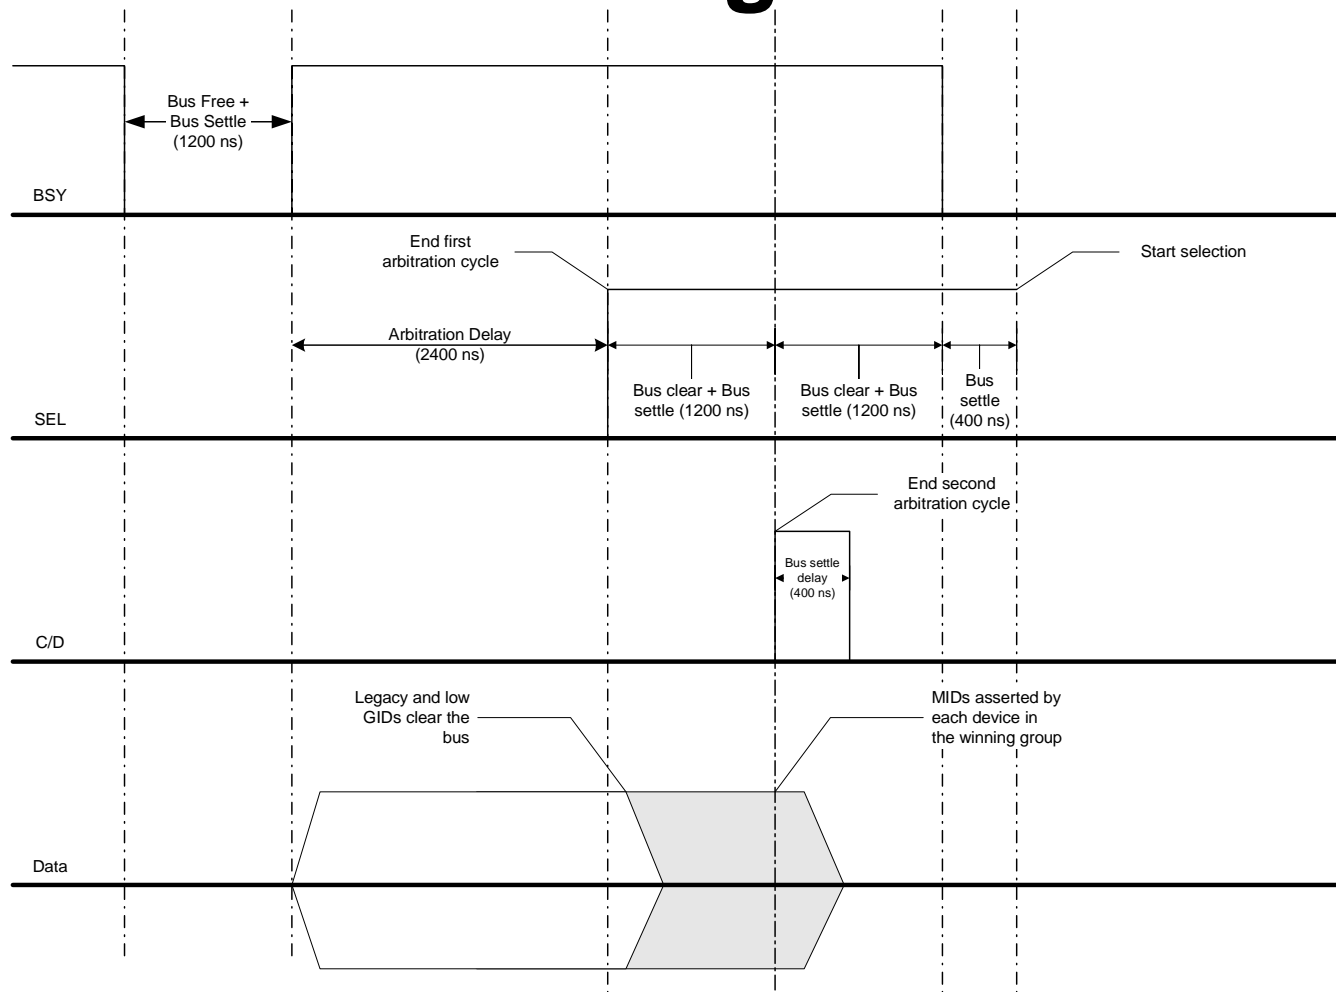 g
Bus Free +
Bus Settle
(1200 ns)
BSY
End first
arbitration cycle
Start selection
Arbitration Delay
(2400 ns)
Bus clear + Bus
settle (1200 ns)
Bus clear + Bus
settle (1200 ns)
Bus
settle
(400 ns)
SEL
End second
arbitration cycle
Bus settle
delay
(400 ns)
C/D
Legacy and low
GIDs clear the
bus
MIDs asserted by
each device in
the winning group
Data